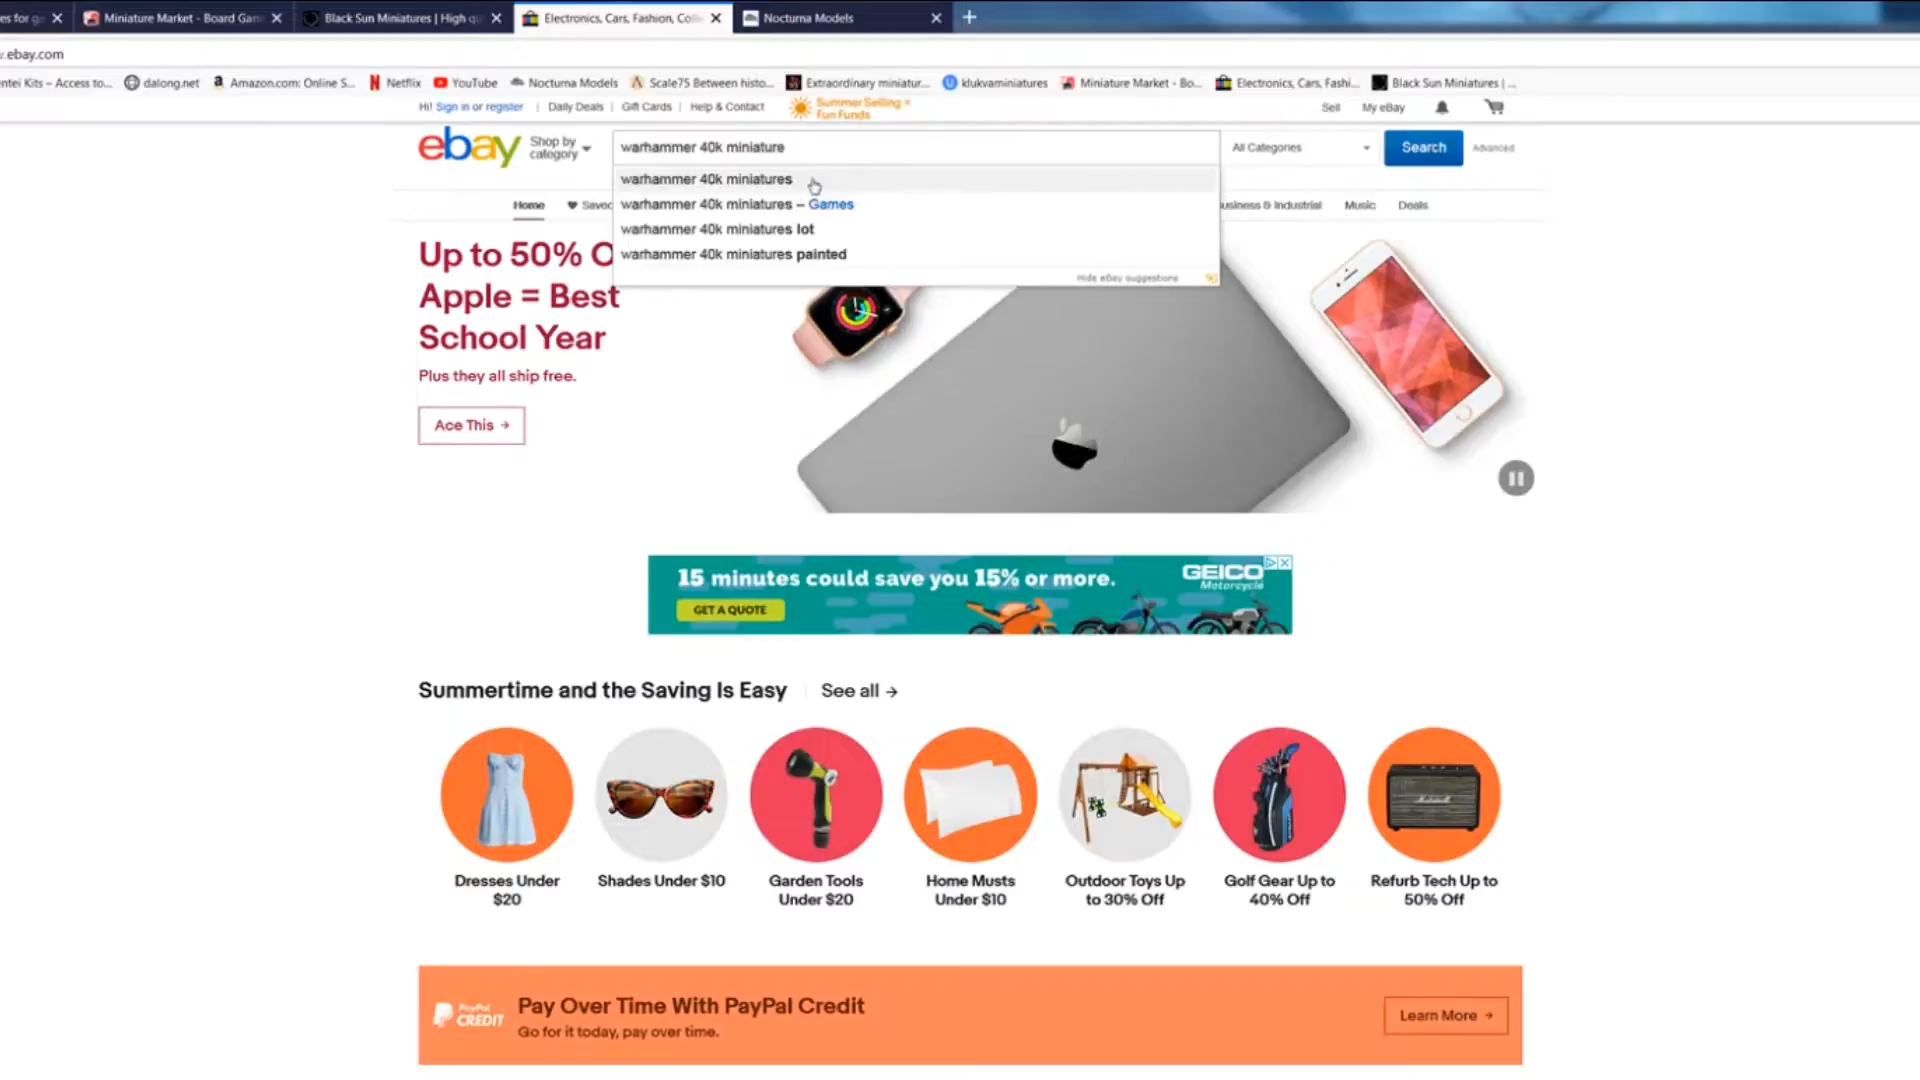 es for g
Miniature Market - Board Gam
Black Sun Miniatures | High qu
Electronics, Cars, Fashion, Coll
Nocturna Models
.ebay.com
ntei Kits – Access to...
dalong.net
Amazon.com: Online S...
Netflix
YouTube
Nocturna Models
Scale75 Between histo...
Extraordinary miniatur...
klukvaminiatures
Miniature Market - Bo...
Electronics, Cars, Fashi...
Black Sun Miniatures | ...
Hi! Sign in or register
Daily Deals
Gift Cards
Help & Contact
Summer Selling =
Fun Funds
Sell
My eBay
ebay
Shop by
category
warhammer 40k miniature
All Categories
Search
Advanced
warhammer 40k miniatures
warhammer 40k miniatures – Games
warhammer 40k miniatures lot
warhammer 40k miniatures painted
Hide eBay suggestions
Home
Saved
usiness & Industrial
Music
Deals
Up to 50% O
Apple = Best
School Year
Plus they all ship free.
Ace This →
15 minutes could save you 15% or more.
GET A QUOTE
GEICO
Motorcycle
Summertime and the Saving Is Easy
See all →
Dresses Under
$20
Shades Under $10
Garden Tools
Under $20
Home Musts
Under $10
Outdoor Toys Up
to 30% Off
Golf Gear Up to
40% Off
Refurb Tech Up to
50% Off
PayPal
CREDIT
Pay Over Time With PayPal Credit
Go for it today, pay over time.
Learn More →